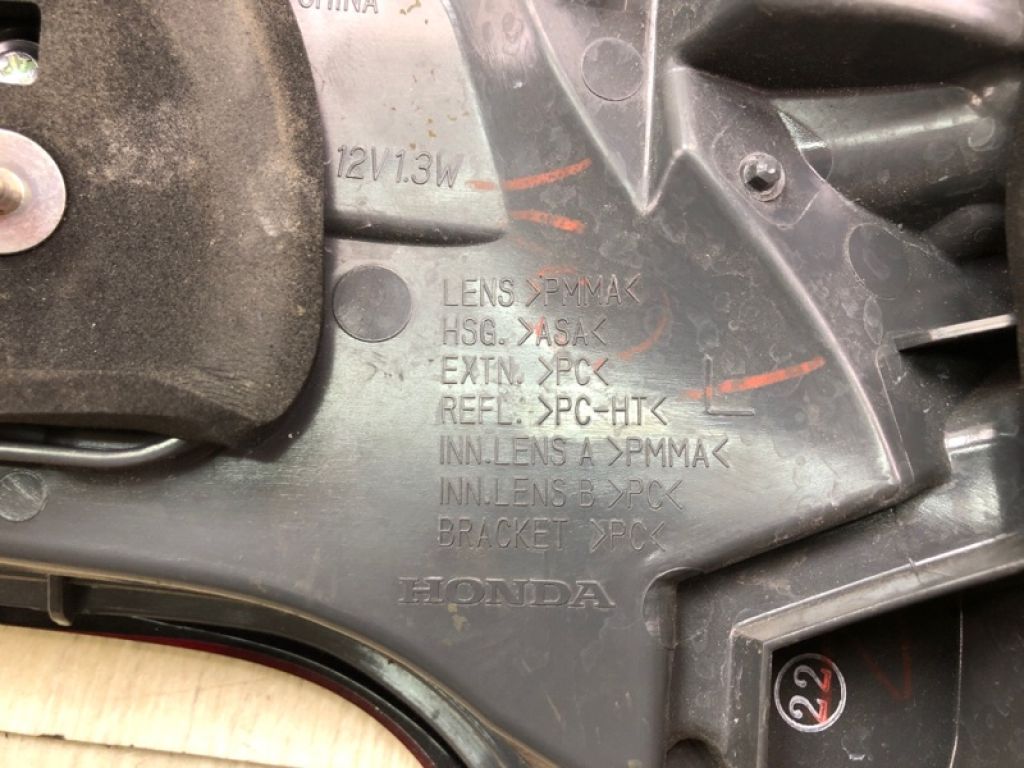 CHINA
12V1.3W
LENS >PMMA<
HSG. >ASA<
EXTN. >PC<
REFL. >PC-HT<
L
INN.LENS A >PMMA<
INN.LENS B >PC<
BRACKET >PC<
HONDA
22